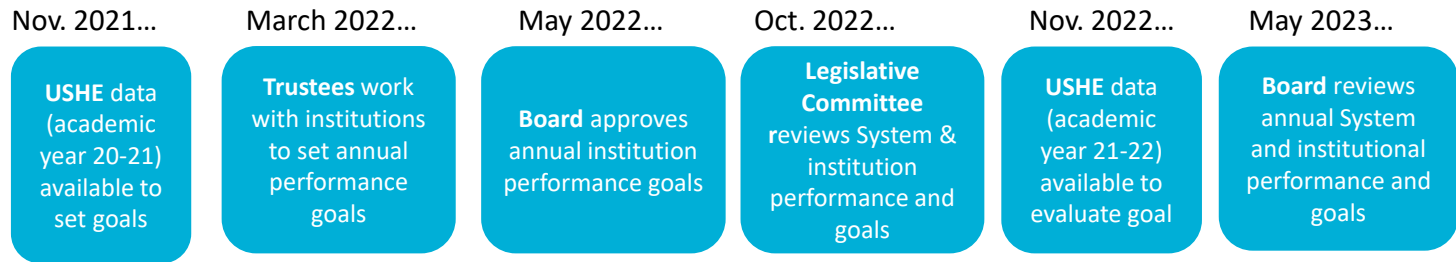 Nov. 2021…
USHE data
(academic
year 20-21)
available to
set goals
March 2022…
Trustees work
with institutions
to set annual
performance
goals
May 2022…
Board approves
annual institution
performance goals
Oct. 2022…
Legislative
Committee
reviews System &
institution
performance and
goals
Nov. 2022…
USHE data
(academic
year 21-22)
available to
evaluate goal
May 2023…
Board reviews
annual System
and institutional
performance and
goals